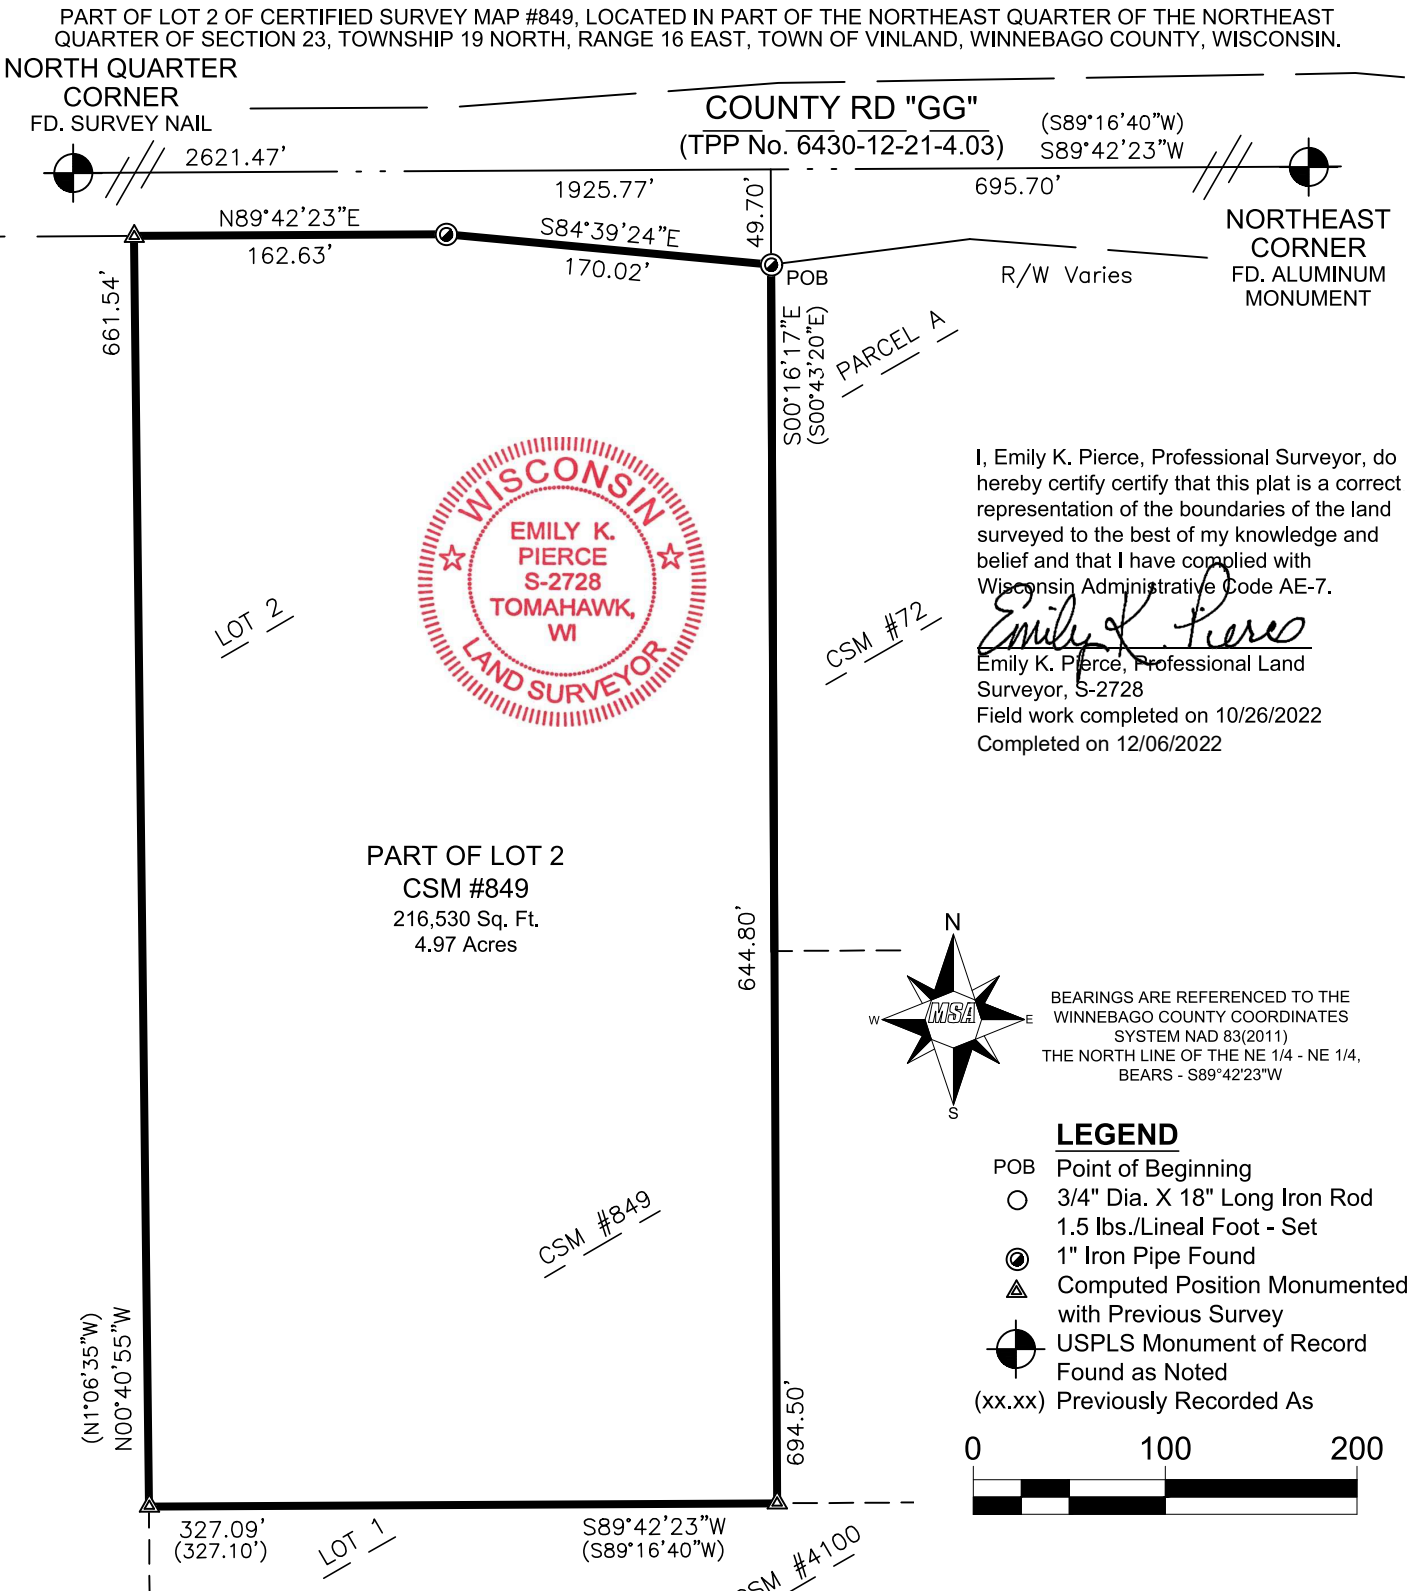 PART OF LOT 2 OF CERTIFIED SURVEY MAP #849, LOCATED IN PART OF THE NORTHEAST QUARTER OF THE NORTHEAST
QUARTER OF SECTION 23, TOWNSHIP 19 NORTH, RANGE 16 EAST, TOWN OF VINLAND, WINNEBAGO COUNTY, WISCONSIN.
NORTH QUARTER
CORNER
FD. SURVEY NAIL
COUNTY RD "GG"
(TPP No. 6430-12-21-4.03)
(S89°16'40"W)
S89°42'23"W
2621.47'
1925.77'
695.70'
49.70'
NORTHEAST
CORNER
FD. ALUMINUM
MONUMENT
N89°42'23"E
162.63'
S84°39'24"E
170.02'
POB
R/W Varies
661.54'
S00°16'17"E
(S00°43'20"E)
PARCEL A
WISCONSIN
EMILY K.
PIERCE
S-2728
TOMAHAWK,
WI
LAND SURVEYOR
LOT 2
CSM #72
I, Emily K. Pierce, Professional Surveyor, do
hereby certify certify that this plat is a correct
representation of the boundaries of the land
surveyed to the best of my knowledge and
belief and that I have complied with
Wisconsin Administrative Code AE-7.
Emily K. Pierce
Emily K. Pierce, Professional Land
Surveyor, S-2728
Field work completed on 10/26/2022
Completed on 12/06/2022
PART OF LOT 2
CSM #849
216,530 Sq. Ft.
4.97 Acres
644.80'
N
W
MSA
E
S
BEARINGS ARE REFERENCED TO THE
WINNEBAGO COUNTY COORDINATES
SYSTEM NAD 83(2011)
THE NORTH LINE OF THE NE 1/4 - NE 1/4,
BEARS - S89°42'23"W
CSM #849
(N1°06'35"W)
N00°40'55"W
694.50'
LEGEND
POB Point of Beginning
3/4" Dia. X 18" Long Iron Rod
1.5 lbs./Lineal Foot - Set
1" Iron Pipe Found
Computed Position Monumented
with Previous Survey
USPLS Monument of Record
Found as Noted
(xx.xx) Previously Recorded As
0 100 200
327.09'
(327.10')
LOT 1
S89°42'23"W
(S89°16'40"W)
CSM #4100